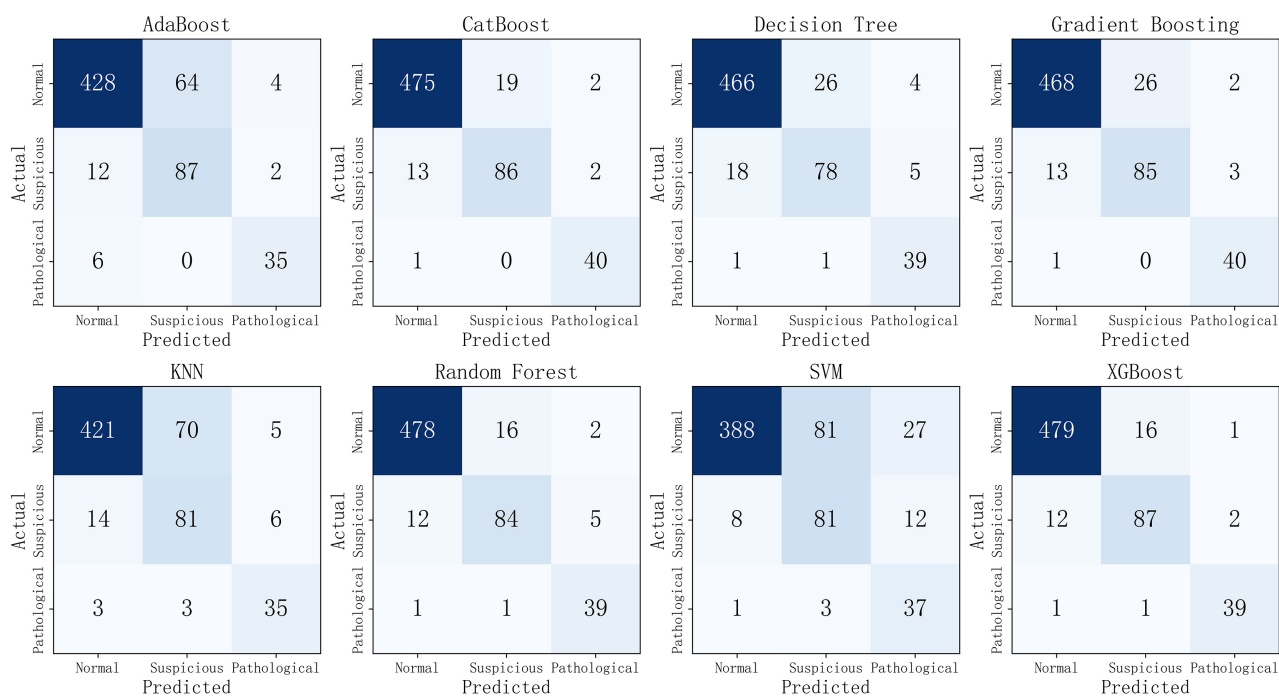 AdaBoost
Normal 428 64 4
Suspicious 12 87 2
Pathological 6 0 35
Actual
Normal Suspicious Pathological
Predicted
CatBoost
Normal 475 19 2
Suspicious 13 86 2
Pathological 1 0 40
Actual
Normal Suspicious Pathological
Predicted
Decision Tree
Normal 466 26 4
Suspicious 18 78 5
Pathological 1 1 39
Actual
Normal Suspicious Pathological
Predicted
Gradient Boosting
Normal 468 26 2
Suspicious 13 85 3
Pathological 1 0 40
Actual
Normal Suspicious Pathological
Predicted
KNN
Normal 421 70 5
Suspicious 14 81 6
Pathological 3 3 35
Actual
Normal Suspicious Pathological
Predicted
Random Forest
Normal 478 16 2
Suspicious 12 84 5
Pathological 1 1 39
Actual
Normal Suspicious Pathological
Predicted
SVM
Normal 388 81 27
Suspicious 8 81 12
Pathological 1 3 37
Actual
Normal Suspicious Pathological
Predicted
XGBoost
Normal 479 16 1
Suspicious 12 87 2
Pathological 1 1 39
Actual
Normal Suspicious Pathological
Predicted